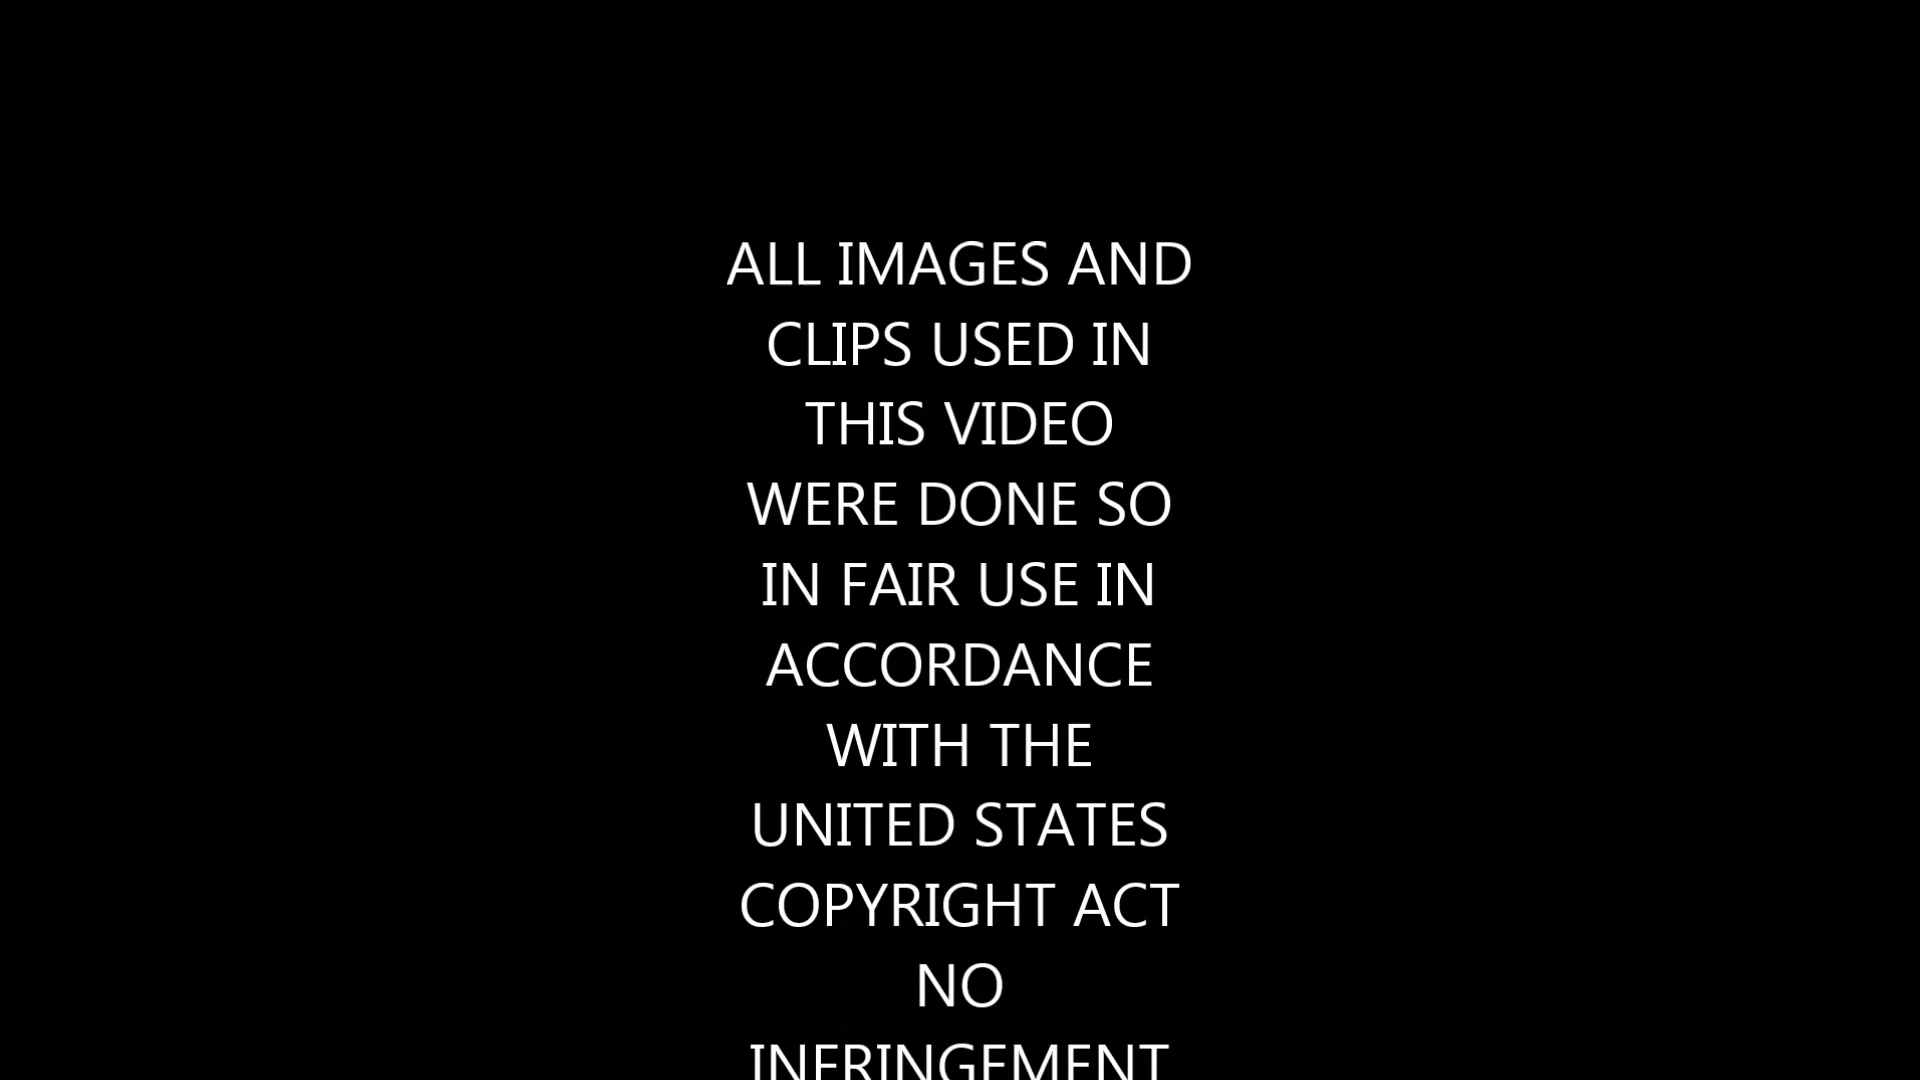 ALL IMAGES AND
CLIPS USED IN
THIS VIDEO
WERE DONE SO
IN FAIR USE IN
ACCORDANCE
WITH THE
UNITED STATES
COPYRIGHT ACT
NO
INFRINGEMENT